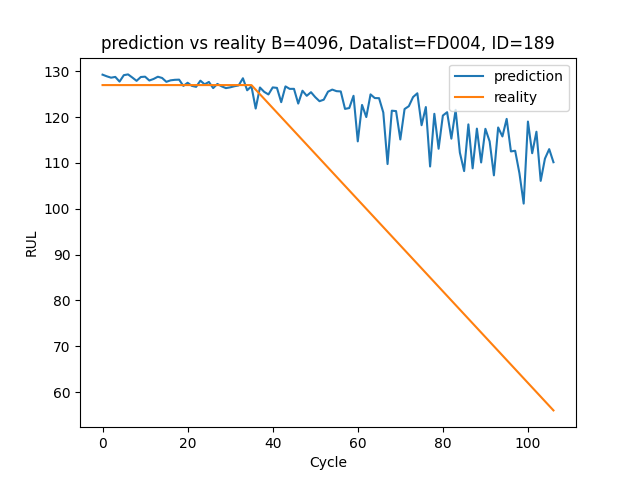 prediction vs reality B=4096, Datalist=FD004, ID=189
prediction
reality
130
120
110
100
90
80
70
60
RUL
0 20 40 60 80 100
Cycle